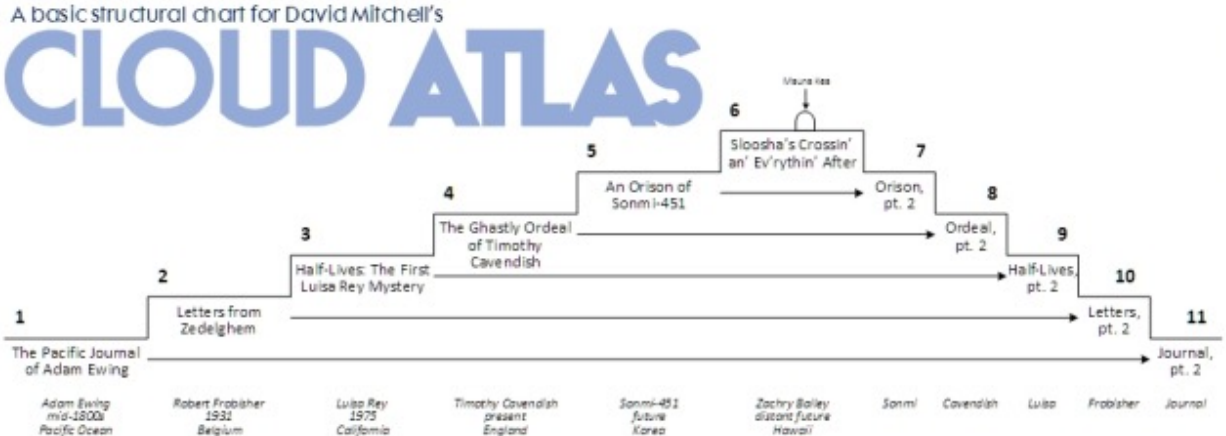 A basic structural chart for David Mitchell's
CLOUD ATLAS
Mauna Kea
6
Sloosha's Crossin'
an' Ev'rythin' After
5
An Orison of
Sonmi-451
7
Orison,
pt. 2
4
The Ghastly Ordeal
of Timothy
Cavendish
8
Ordeal,
pt. 2
3
Half-Lives: The First
Luisa Rey Mystery
9
Half-Lives,
pt. 2
2
Letters from
Zedelghem
10
Letters,
pt. 2
1
The Pacific Journal
of Adam Ewing
11
Journal,
pt. 2
Adam Ewing
mid-1800s
Pacific Ocean
Robert Frobisher
1931
Belgium
Luisa Rey
1975
California
Timothy Cavendish
present
England
Sonmi-451
future
Korea
Zachry Bailey
distant future
Hawaii
Sonmi
Cavendish
Luisa
Frobisher
Journal